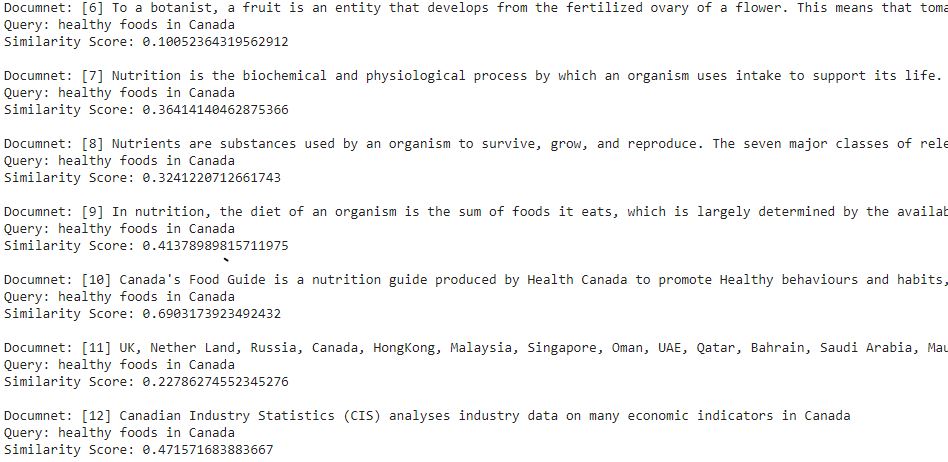 Documnet: [6] To a botanist, a fruit is an entity that develops from the fertilized ovary of a flower. This means that toma
Query: healthy foods in Canada
Similarity Score: 0.10052364319562912
Documnet: [7] Nutrition is the biochemical and physiological process by which an organism uses intake to support its life.
Query: healthy foods in Canada
Similarity Score: 0.36414140462875366
Documnet: [8] Nutrients are substances used by an organism to survive, grow, and reproduce. The seven major classes of rele
Query: healthy foods in Canada
Similarity Score: 0.3241220712661743
Documnet: [9] In nutrition, the diet of an organism is the sum of foods it eats, which is largely determined by the availab
Query: healthy foods in Canada
Similarity Score: 0.41378989815711975
Documnet: [10] Canada's Food Guide is a nutrition guide produced by Health Canada to promote Healthy behaviours and habits,
Query: healthy foods in Canada
Similarity Score: 0.6903173923492432
Documnet: [11] UK, Nether Land, Russia, Canada, HongKong, Malaysia, Singapore, Oman, UAE, Qatar, Bahrain, Saudi Arabia, Mau
Query: healthy foods in Canada
Similarity Score: 0.22786274552345276
Documnet: [12] Canadian Industry Statistics (CIS) analyses industry data on many economic indicators in Canada
Query: healthy foods in Canada
Similarity Score: 0.471571683883667